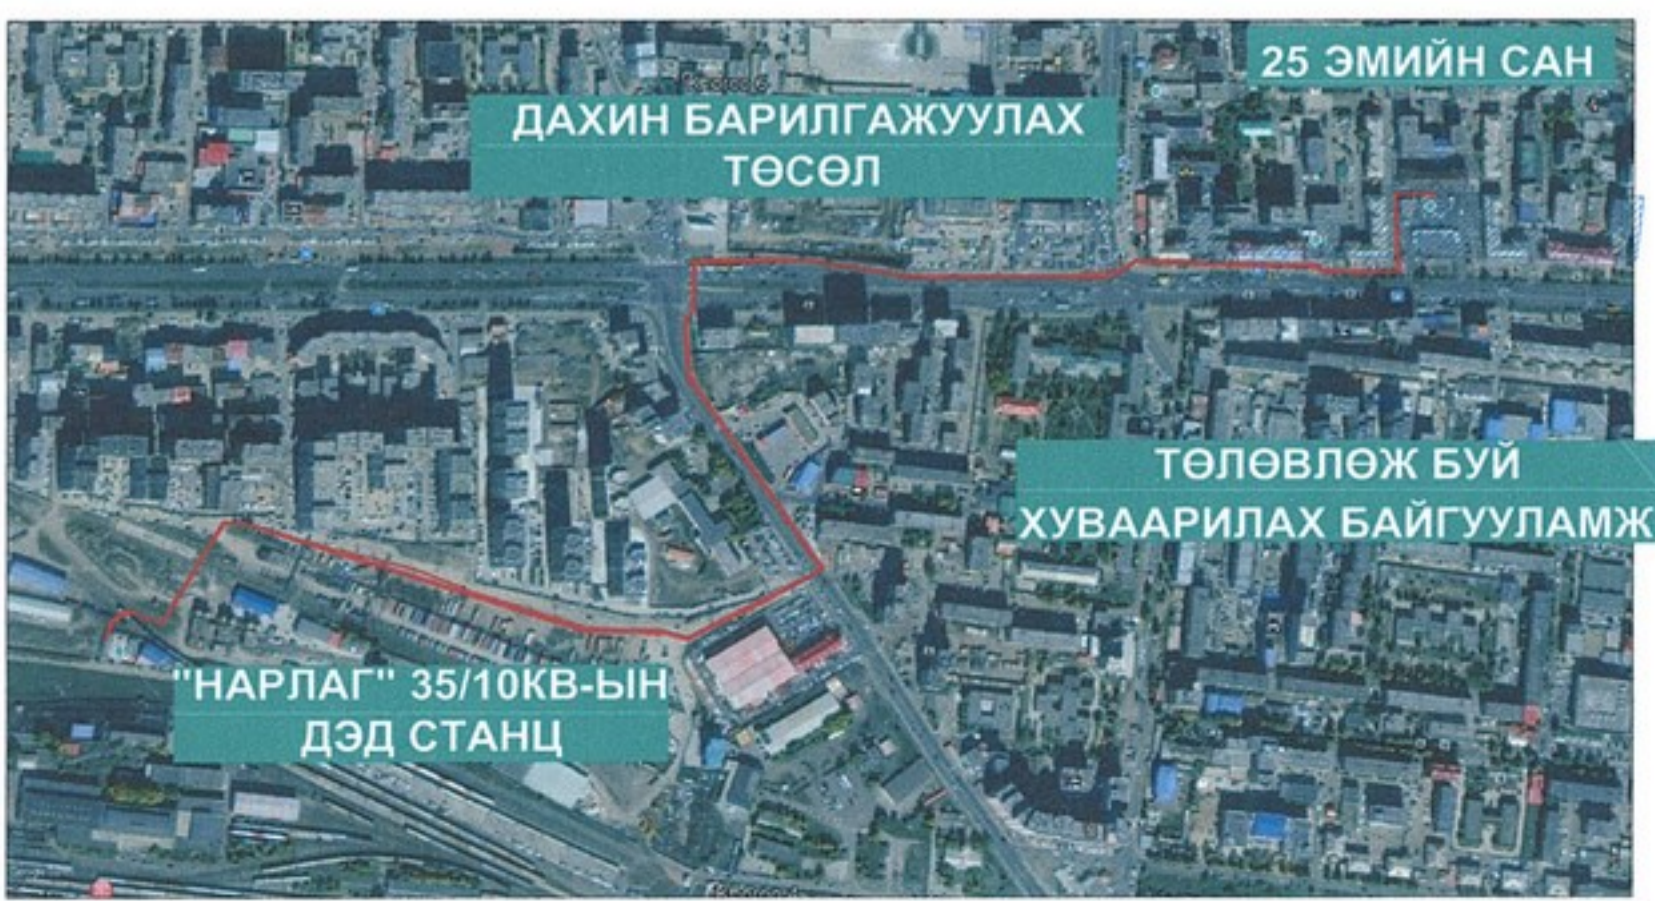 25 ЭМИЙН САН
ДАХИН БАРИЛГАЖУУЛАХ
ТӨСӨЛ
ТӨЛӨВЛӨЖ БУЙ
ХУВААРИЛАХ БАЙГУУЛАМЖ
"НАРЛАГ" 35/10КВ-ЫН
ДЭД СТАНЦ